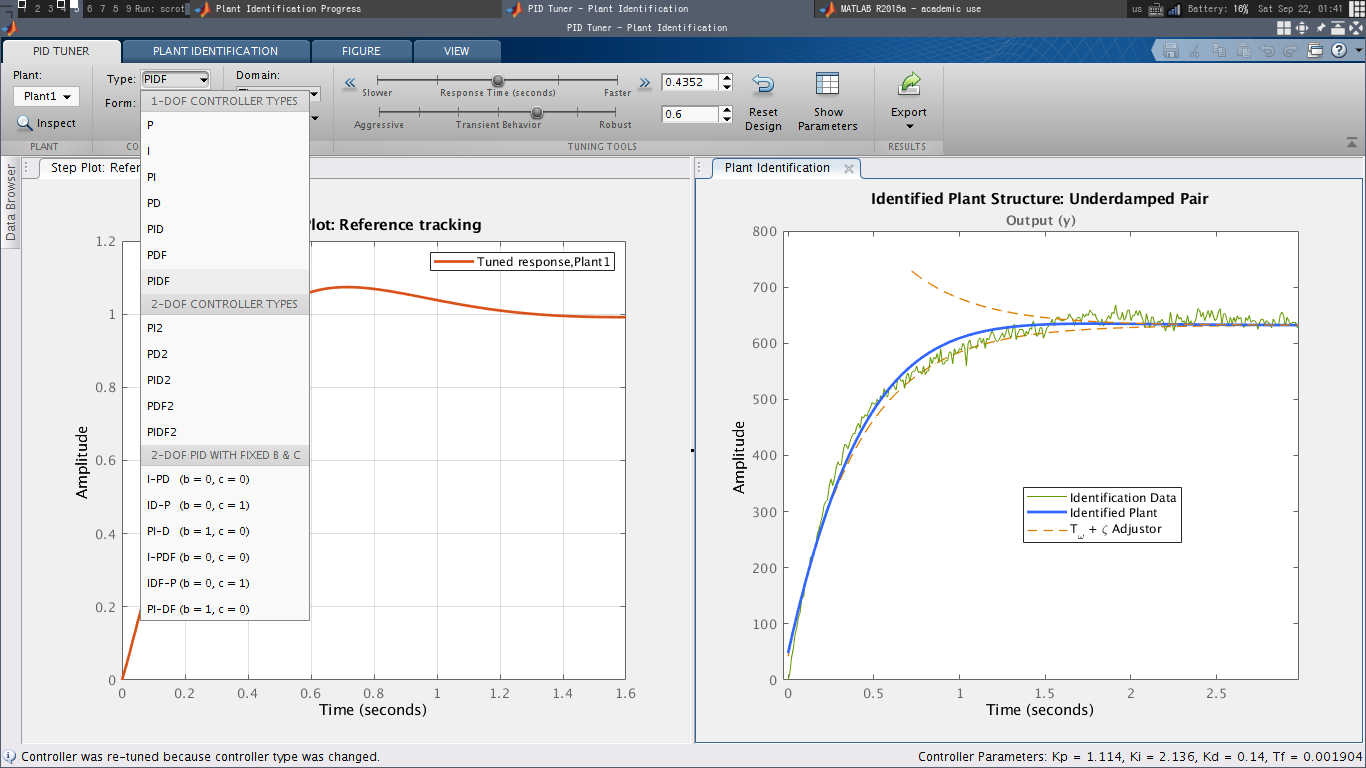 1 2 3 4 5 6 7 8 9 Run: scrot
Plant Identification Progress
PID Tuner - Plant Identification
MATLAB R2015a - academic use
us
Battery: 16%
Sat Sep 22, 01:41
PID Tuner - Plant Identification
PID TUNER
PLANT IDENTIFICATION
FIGURE
VIEW
Plant:
Plant1
Inspect
PLANT
Type:
PIDF
Form:
Domain:
Slower
Response Time (seconds)
Faster
0.4352
Aggressive
Transient Behavior
Robust
0.6
Reset
Design
Show
Parameters
TUNING TOOLS
Export
RESULTS
Data Browser
1-DOF CONTROLLER TYPES
P
I
PI
PD
PID
PDF
PIDF
2-DOF CONTROLLER TYPES
PI2
PD2
PID2
PDF2
PIDF2
2-DOF PID WITH FIXED B & C
I-PD (b = 0, c = 0)
ID-P (b = 0, c = 1)
PI-D (b = 1, c = 0)
I-PDF (b = 0, c = 0)
IDF-P (b = 0, c = 1)
PI-DF (b = 1, c = 0)
Step Plot: Refer
Plot: Reference tracking
Tuned response,Plant1
1.2
1
0.8
0.6
0.4
0.2
0
Amplitude
0 0.2 0.4 0.6 0.8 1 1.2 1.4 1.6
Time (seconds)
Plant Identification
Identified Plant Structure: Underdamped Pair
Output (y)
800
700
600
500
400
300
200
100
0
Amplitude
Identification Data
Identified Plant
Tω + ζ Adjustor
0 0.5 1 1.5 2 2.5
Time (seconds)
Controller was re-tuned because controller type was changed.
Controller Parameters: Kp = 1.114, Ki = 2.136, Kd = 0.14, Tf = 0.001904